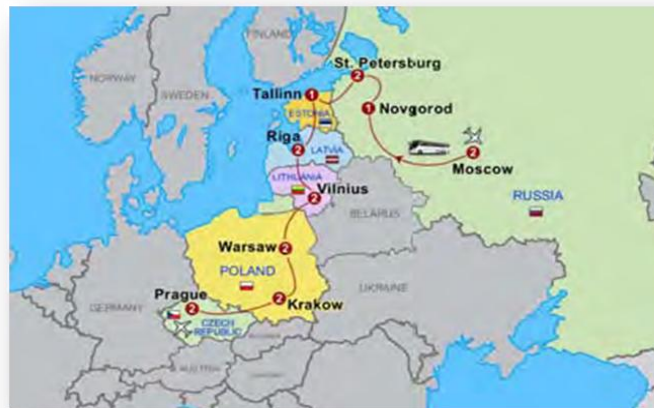 FINLAND
NORWAY
SWEDEN
St. Petersburg
2
Tallinn
1
ESTONIA
1
Novgorod
Riga
2
LATVIA
2
Moscow
LITHUANIA
Vilnius
2
RUSSIA
BELARUS
Warsaw
2
POLAND
GERMANY
Prague
2
2
Krakow
UKRAINE
CZECH
REPUBLIC
AUSTRIA